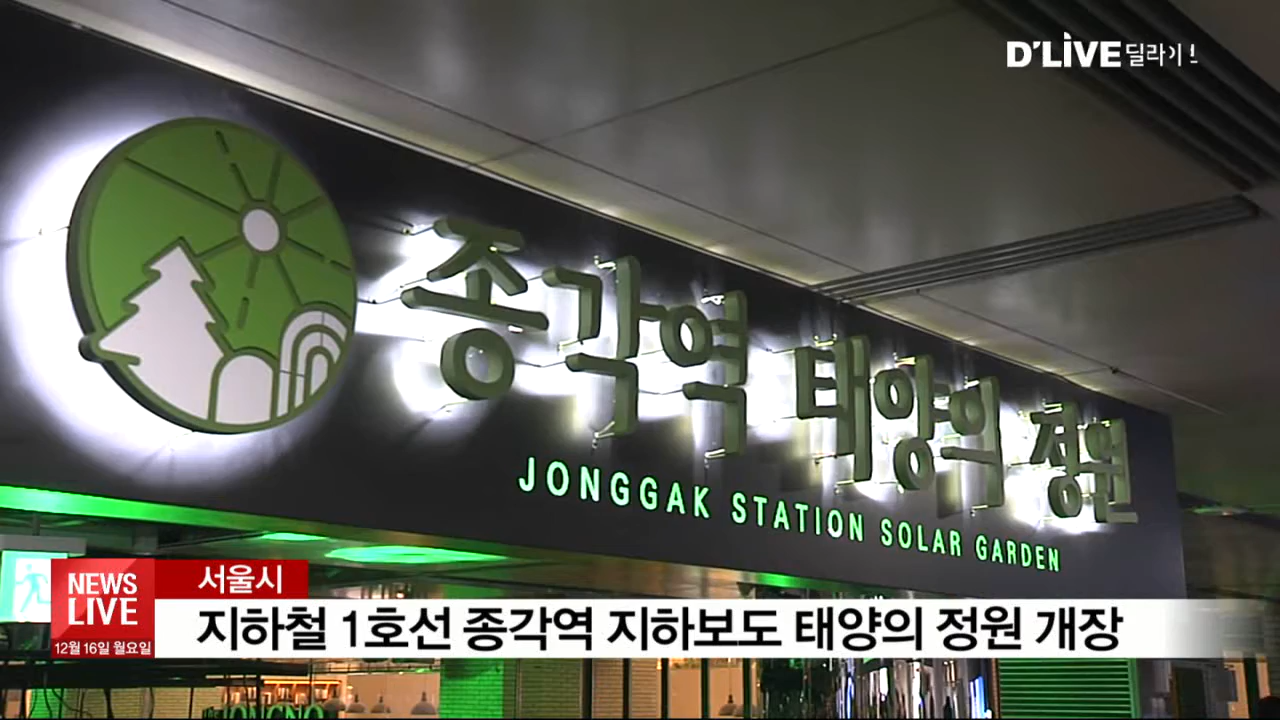 D'LIVE 딜라이브
종각역 태양의 정원
JONGGAK STATION SOLAR GARDEN
서울시
NEWS
LIVE
지하철 1호선 종각역 지하보도 태양의 정원 개장
12월 16일 월요일
JONGNO